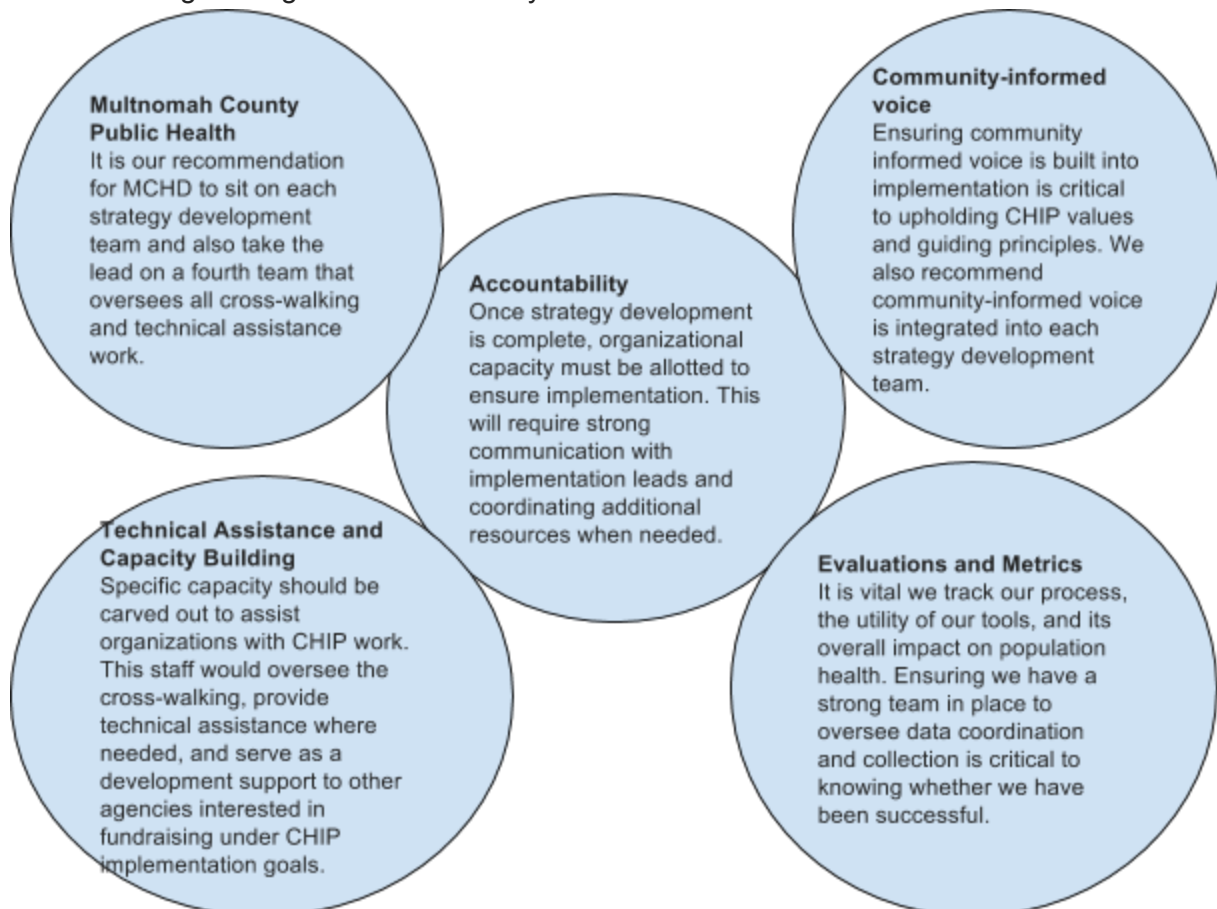 Multnomah County
Public Health
It is our recommendation
for MCHD to sit on each
strategy development
team and also take the
lead on a fourth team that
oversees all cross-walking
and technical assistance
work.
Community-informed
voice
Ensuring community
informed voice is built into
implementation is critical
to upholding CHIP values
and guiding principles. We
also recommend
community-informed voice
is integrated into each
strategy development
team.
Accountability
Once strategy development
is complete, organizational
capacity must be allotted to
ensure implementation. This
will require strong
communication with
implementation leads and
coordinating additional
resources when needed.
Technical Assistance and
Capacity Building
Specific capacity should be
carved out to assist
organizations with CHIP work.
This staff would oversee the
cross-walking, provide
technical assistance where
needed, and serve as a
development support to other
agencies interested in
fundraising under CHIP
implementation goals.
Evaluations and Metrics
It is vital we track our process,
the utility of our tools, and its
overall impact on population
health. Ensuring we have a
strong team in place to
oversee data coordination
and collection is critical to
knowing whether we have
been successful.